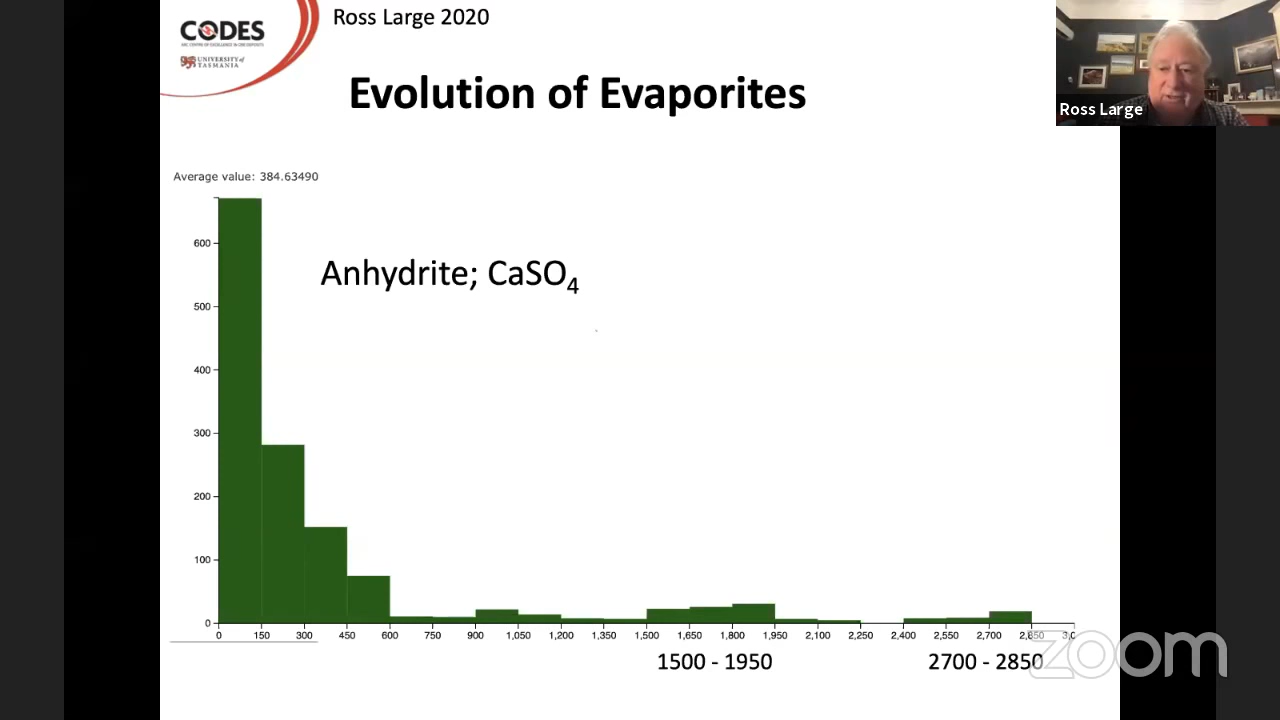 CODES
ARC CENTRE OF EXCELLENCE IN ORE DEPOSITS
UNIVERSITY of
TASMANIA
Ross Large 2020
Evolution of Evaporites
Ross Large
Average value: 384.63490
Anhydrite; CaSO4
600
500
400
300
200
100
0
0 150 300 450 600 750 900 1,050 1,200 1,350 1,500 1,650 1,800 1,950 2,100 2,250 2,400 2,550 2,700 2,850
1500 - 1950
2700 - 2850
zoom